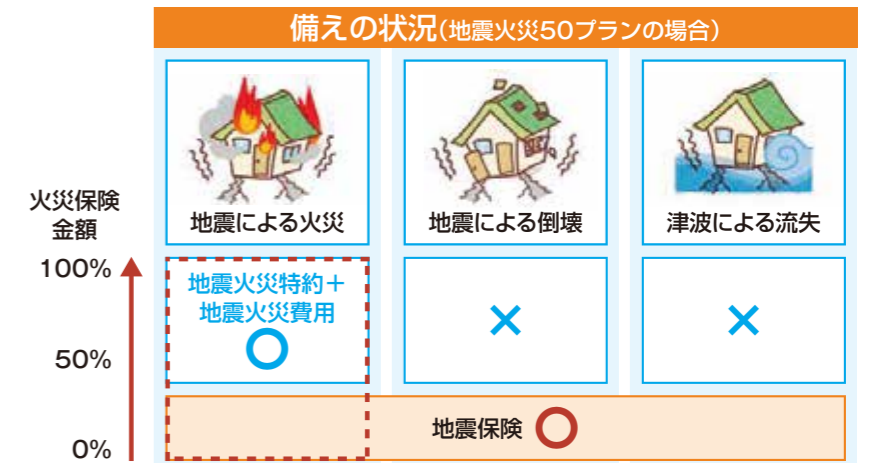 備えの状況(地震火災50プランの場合)
地震による火災
地震による倒壊
津波による流失
火災保険
金額
100%
50%
0%
地震火災特約+
地震火災費用
○
×
×
地震保険 ○